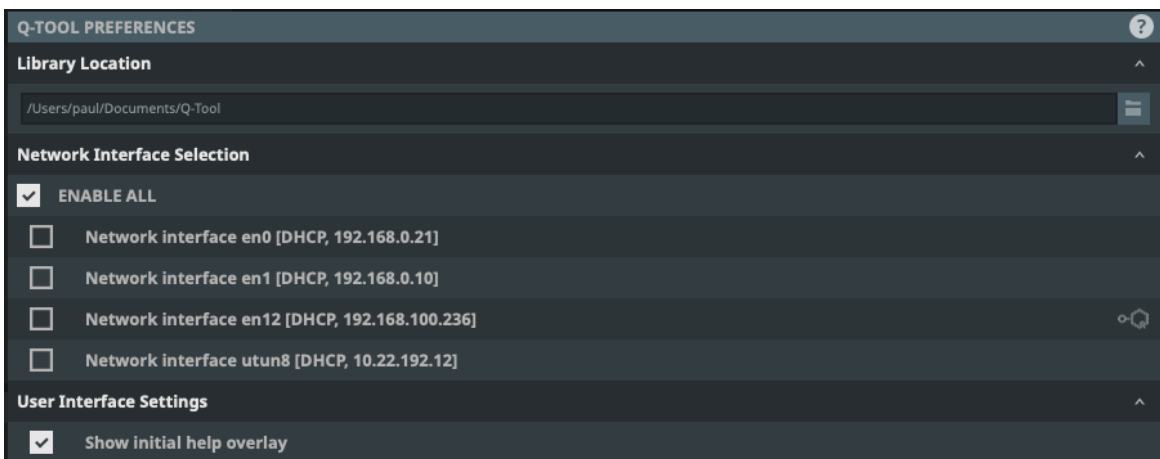 Q-TOOL PREFERENCES
Library Location
/Users/paul/Documents/Q-Tool
Network Interface Selection
ENABLE ALL
Network interface en0 [DHCP, 192.168.0.21]
Network interface en1 [DHCP, 192.168.0.10]
Network interface en12 [DHCP, 192.168.100.236]
Network interface utun8 [DHCP, 10.22.192.12]
User Interface Settings
Show initial help overlay